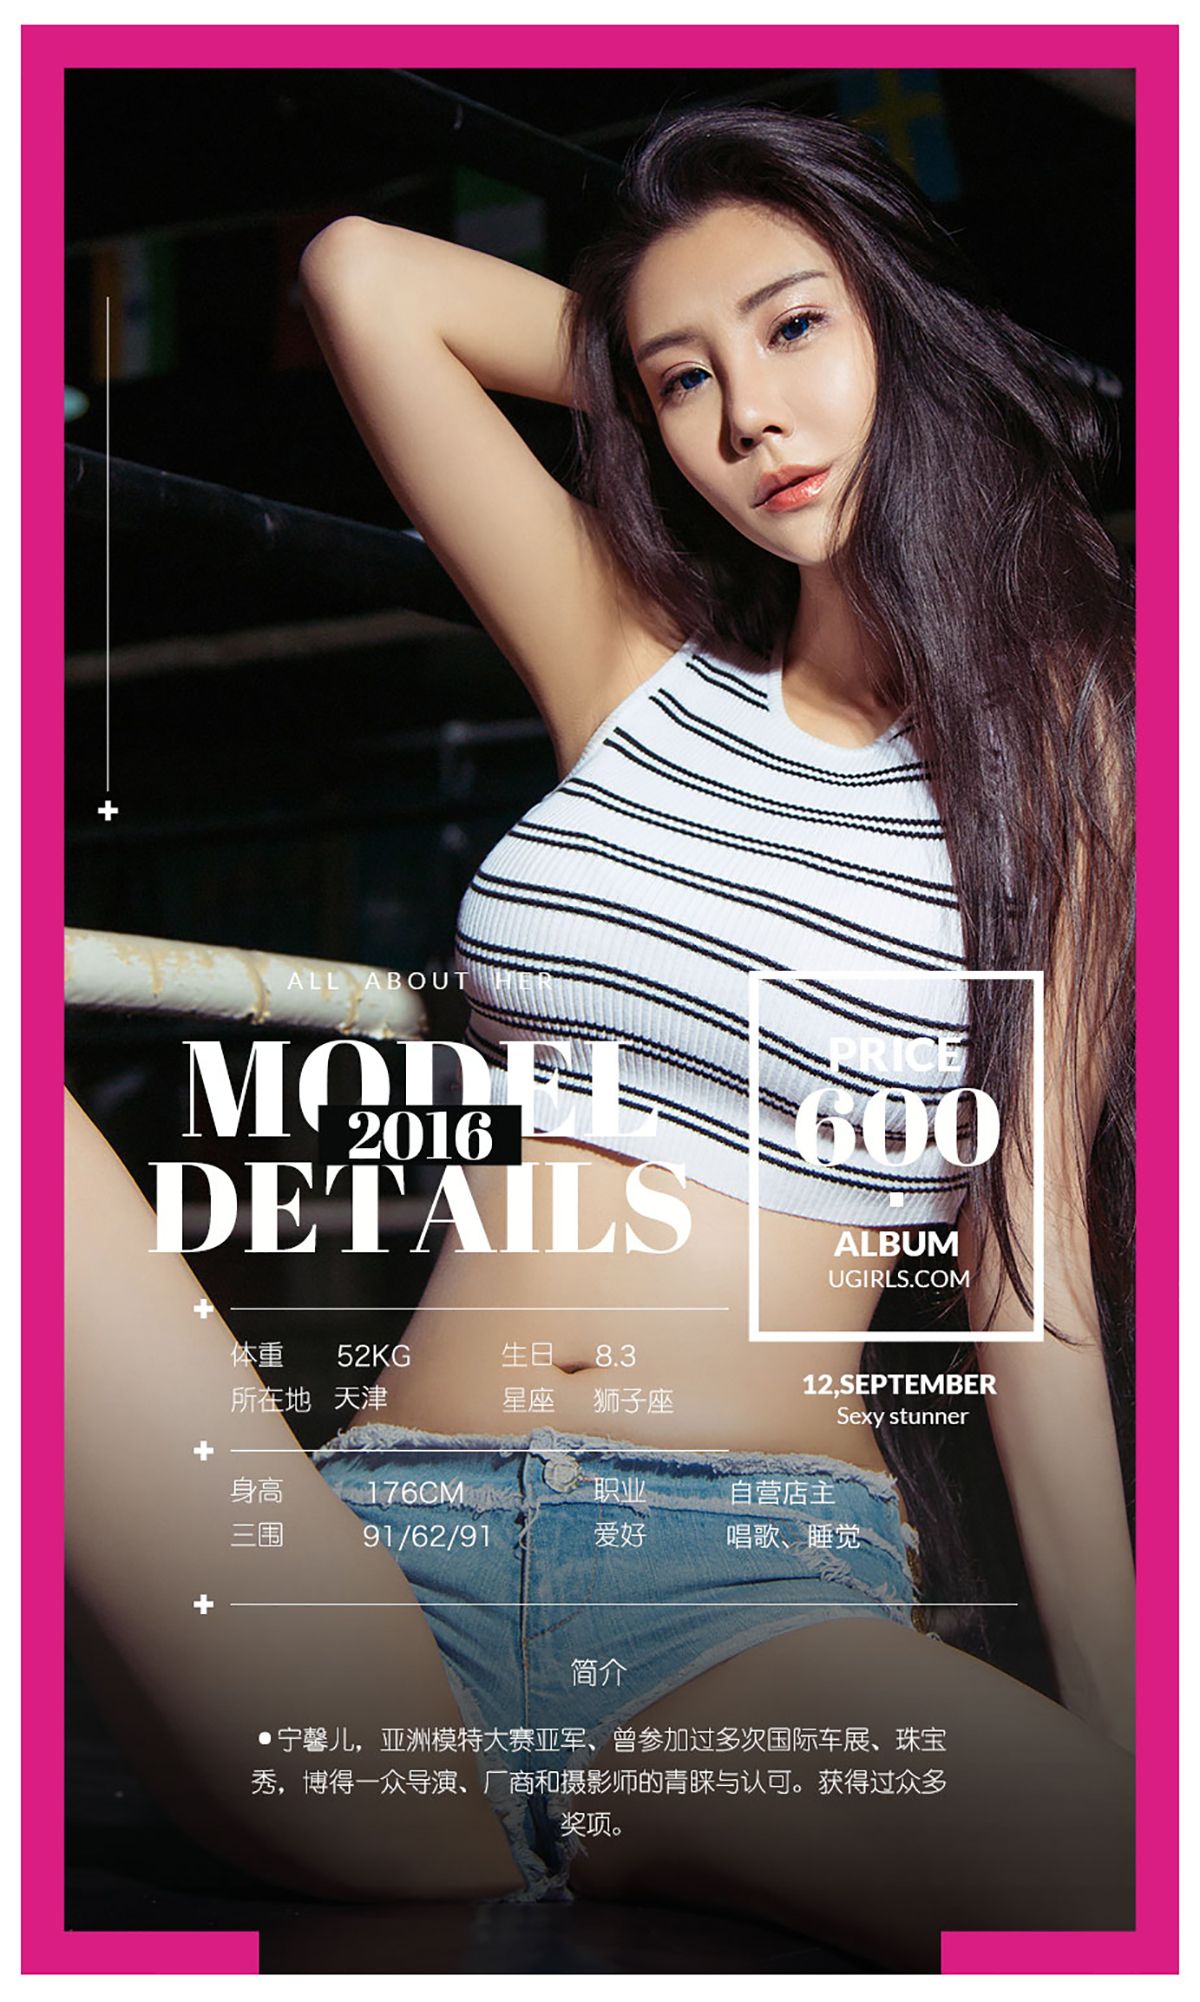 ALL ABOUT HER
MODEL
2016
DETAILS
PRICE
600
ALBUM
UGIRLS.COM
12,SEPTEMBER
Sexy stunner
体重 52KG 生日 8.3
所在地 天津 星座 狮子座
身高 176CM 职业 自营店主
三围 91/62/91 爱好 唱歌、睡觉
简介
●宁馨儿，亚洲模特大赛亚军、曾参加过多次国际车展、珠宝
秀，博得一众导演、厂商和摄影师的青睐与认可。获得过众多
奖项。